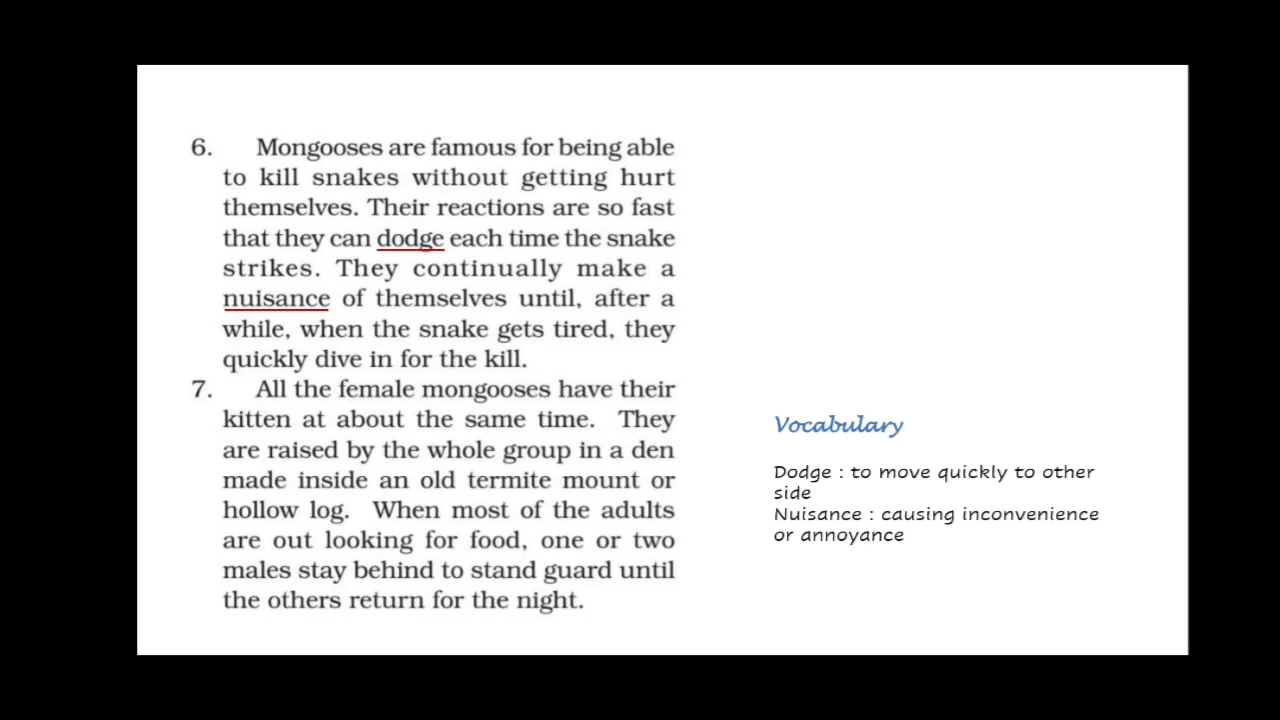 6. Mongooses are famous for being able
to kill snakes without getting hurt
themselves. Their reactions are so fast
that they can dodge each time the snake
strikes. They continually make a
nuisance of themselves until, after a
while, when the snake gets tired, they
quickly dive in for the kill.
7. All the female mongooses have their
kitten at about the same time. They
are raised by the whole group in a den
made inside an old termite mount or
hollow log. When most of the adults
are out looking for food, one or two
males stay behind to stand guard until
the others return for the night.
Vocabulary
Dodge : to move quickly to other
side
Nuisance : causing inconvenience
or annoyance